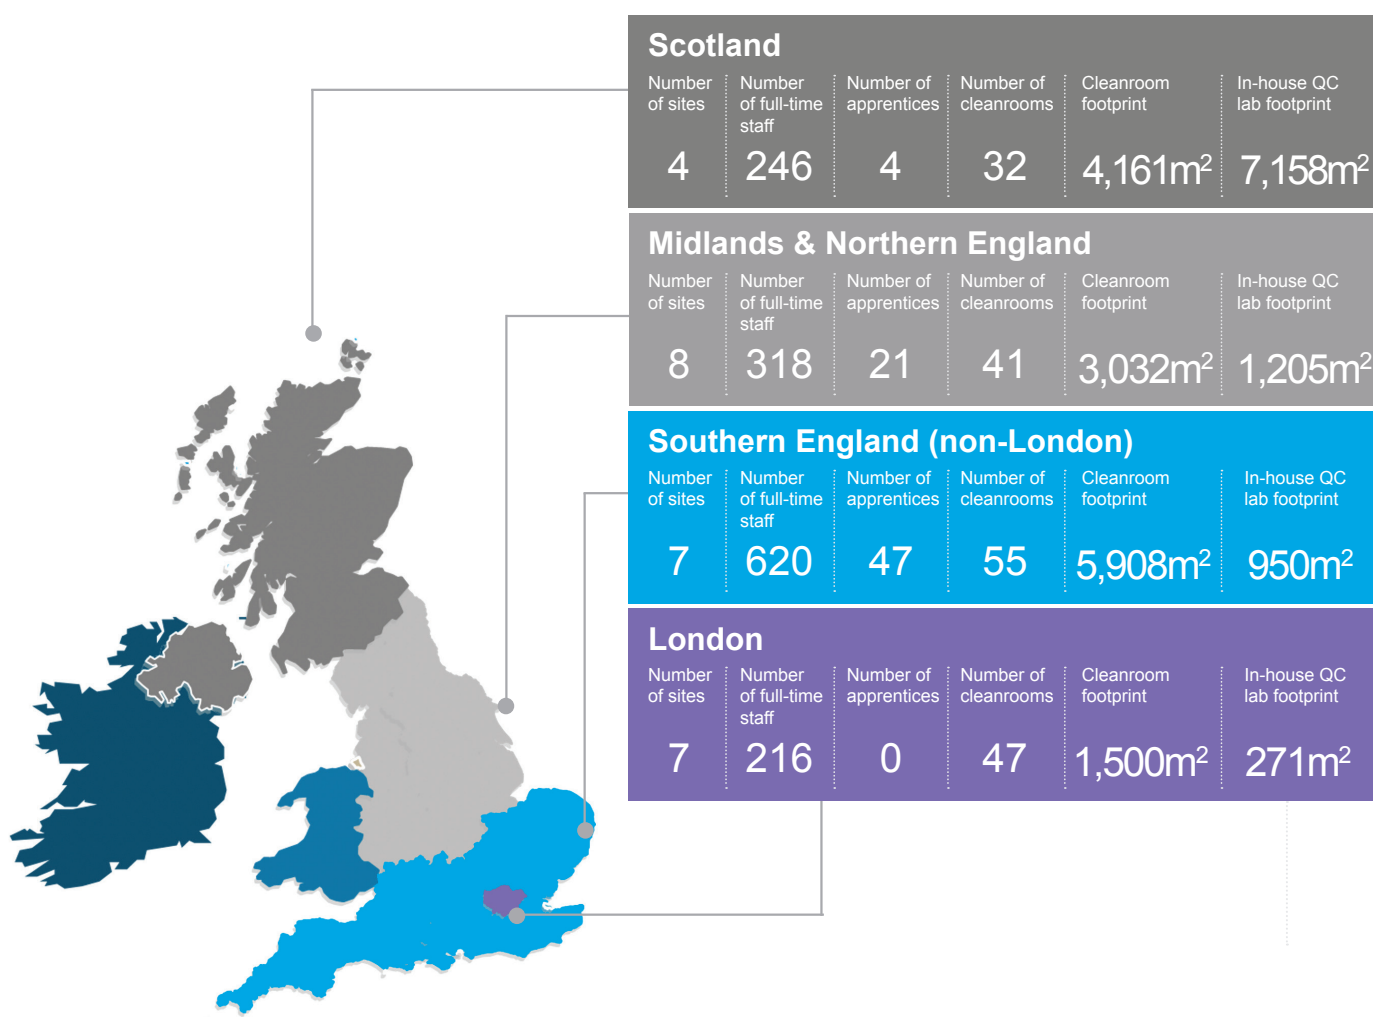 Scotland
Number of sites
Number of full-time staff
Number of apprentices
Number of cleanrooms
Cleanroom footprint
In-house QC lab footprint
4
246
4
32
4,161m²
7,158m²
Midlands & Northern England
Number of sites
Number of full-time staff
Number of apprentices
Number of cleanrooms
Cleanroom footprint
In-house QC lab footprint
8
318
21
41
3,032m²
1,205m²
Southern England (non-London)
Number of sites
Number of full-time staff
Number of apprentices
Number of cleanrooms
Cleanroom footprint
In-house QC lab footprint
7
620
47
55
5,908m²
950m²
London
Number of sites
Number of full-time staff
Number of apprentices
Number of cleanrooms
Cleanroom footprint
In-house QC lab footprint
7
216
0
47
1,500m²
271m²